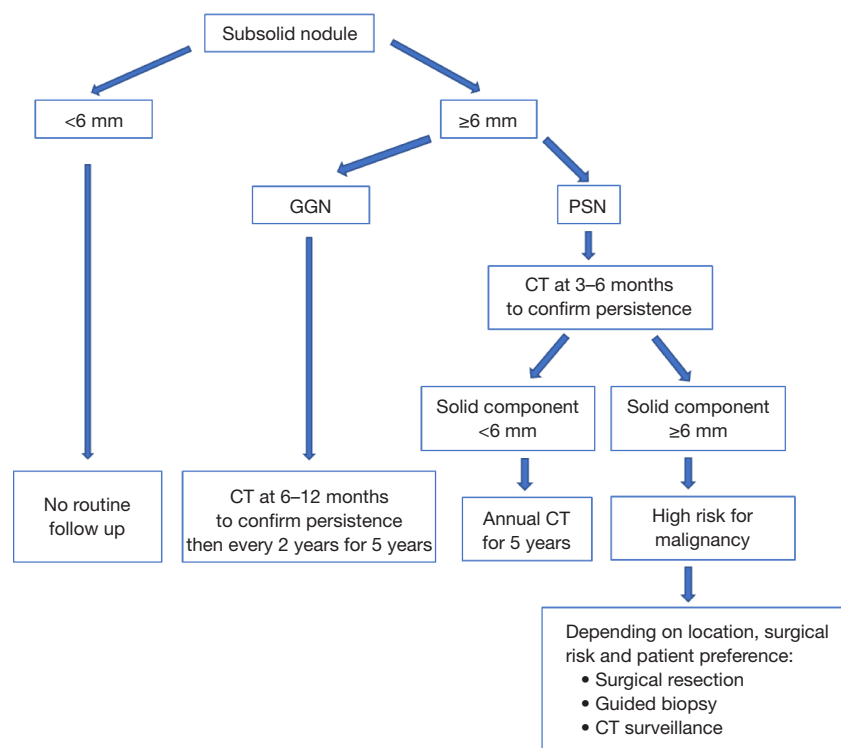 Subsolid nodule
<6 mm
≥6 mm
GGN
PSN
CT at 3–6 months
to confirm persistence
Solid component
<6 mm
Solid component
≥6 mm
No routine
follow up
CT at 6–12 months
to confirm persistence
then every 2 years for 5 years
Annual CT
for 5 years
High risk for
malignancy
Depending on location, surgical
risk and patient preference:
• Surgical resection
• Guided biopsy
• CT surveillance